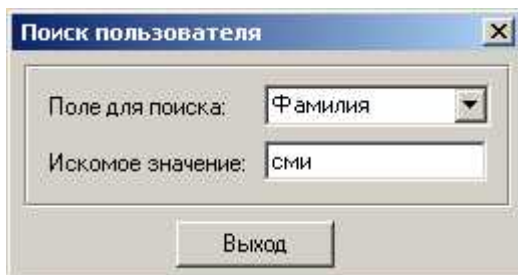 Поиск пользователя
Поле для поиска: Фамилия
Искомое значение: сми
Выход